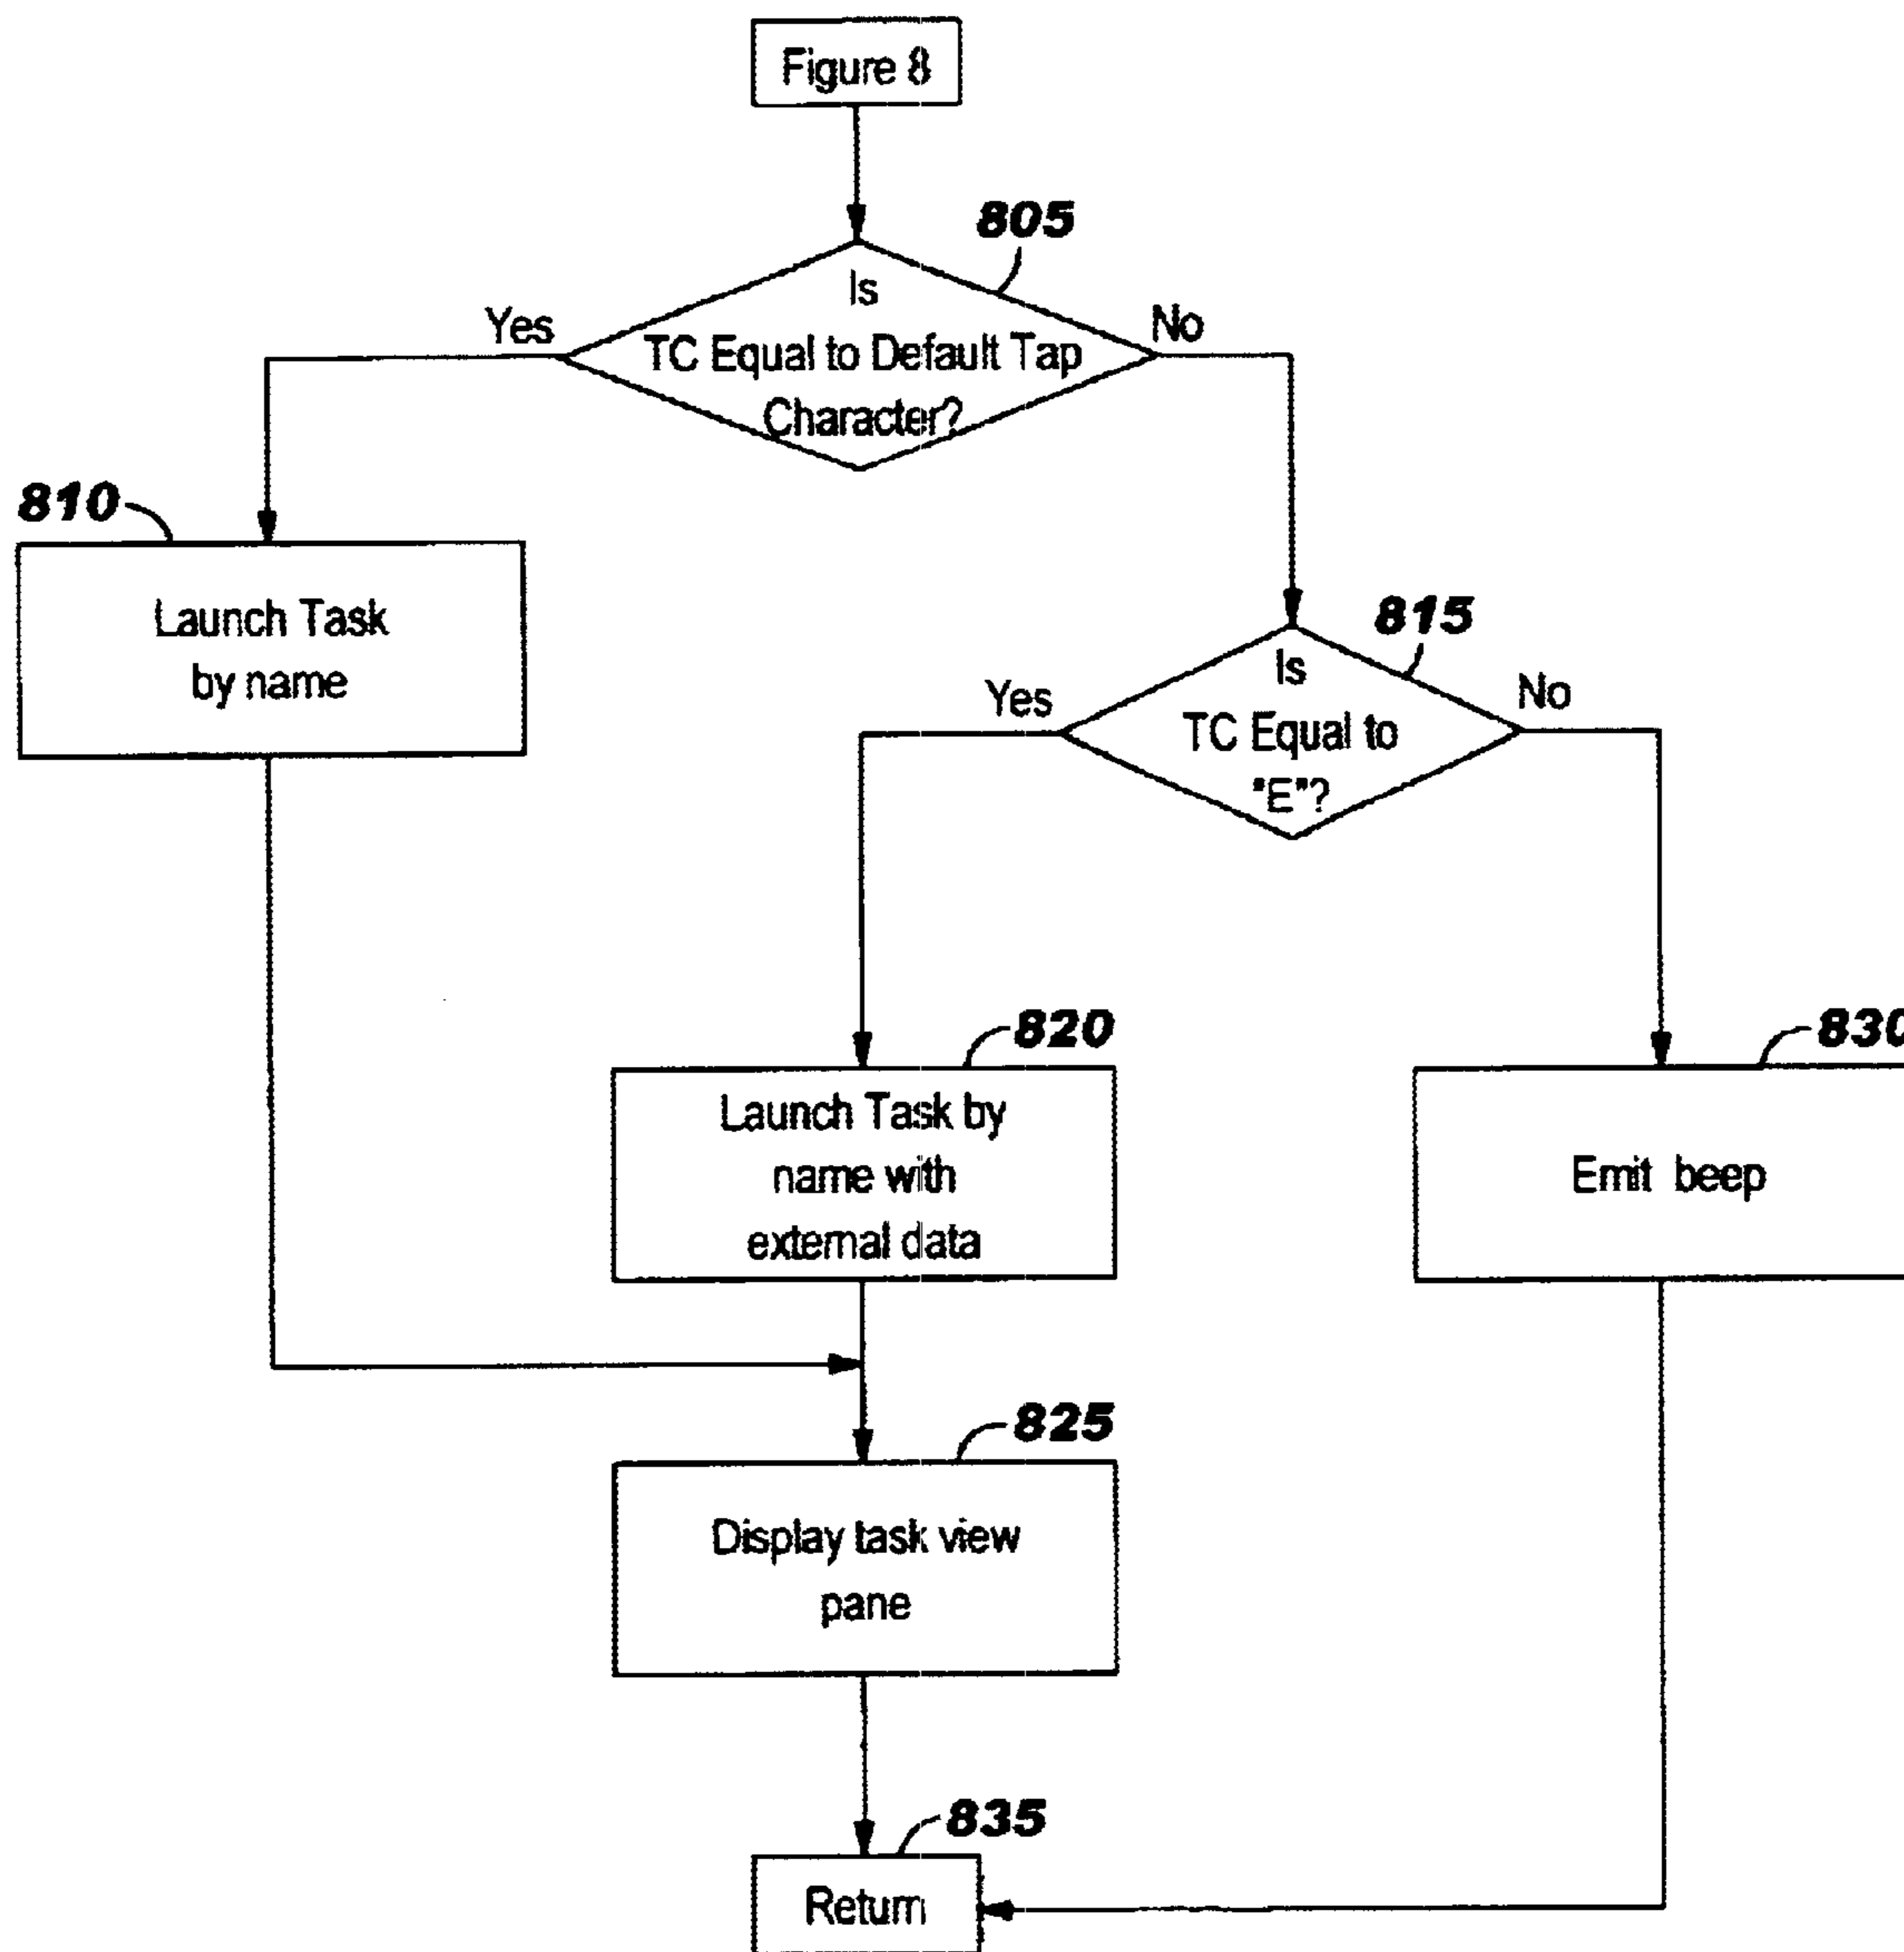 Figure 8
805
Is
TC Equal to Default Tap
Character?
Yes
No
810
Launch Task
by name
815
Is
TC Equal to
"E"?
Yes
No
820
Launch Task by
name with
external data
830
Emit beep
825
Display task view
pane
835
Return